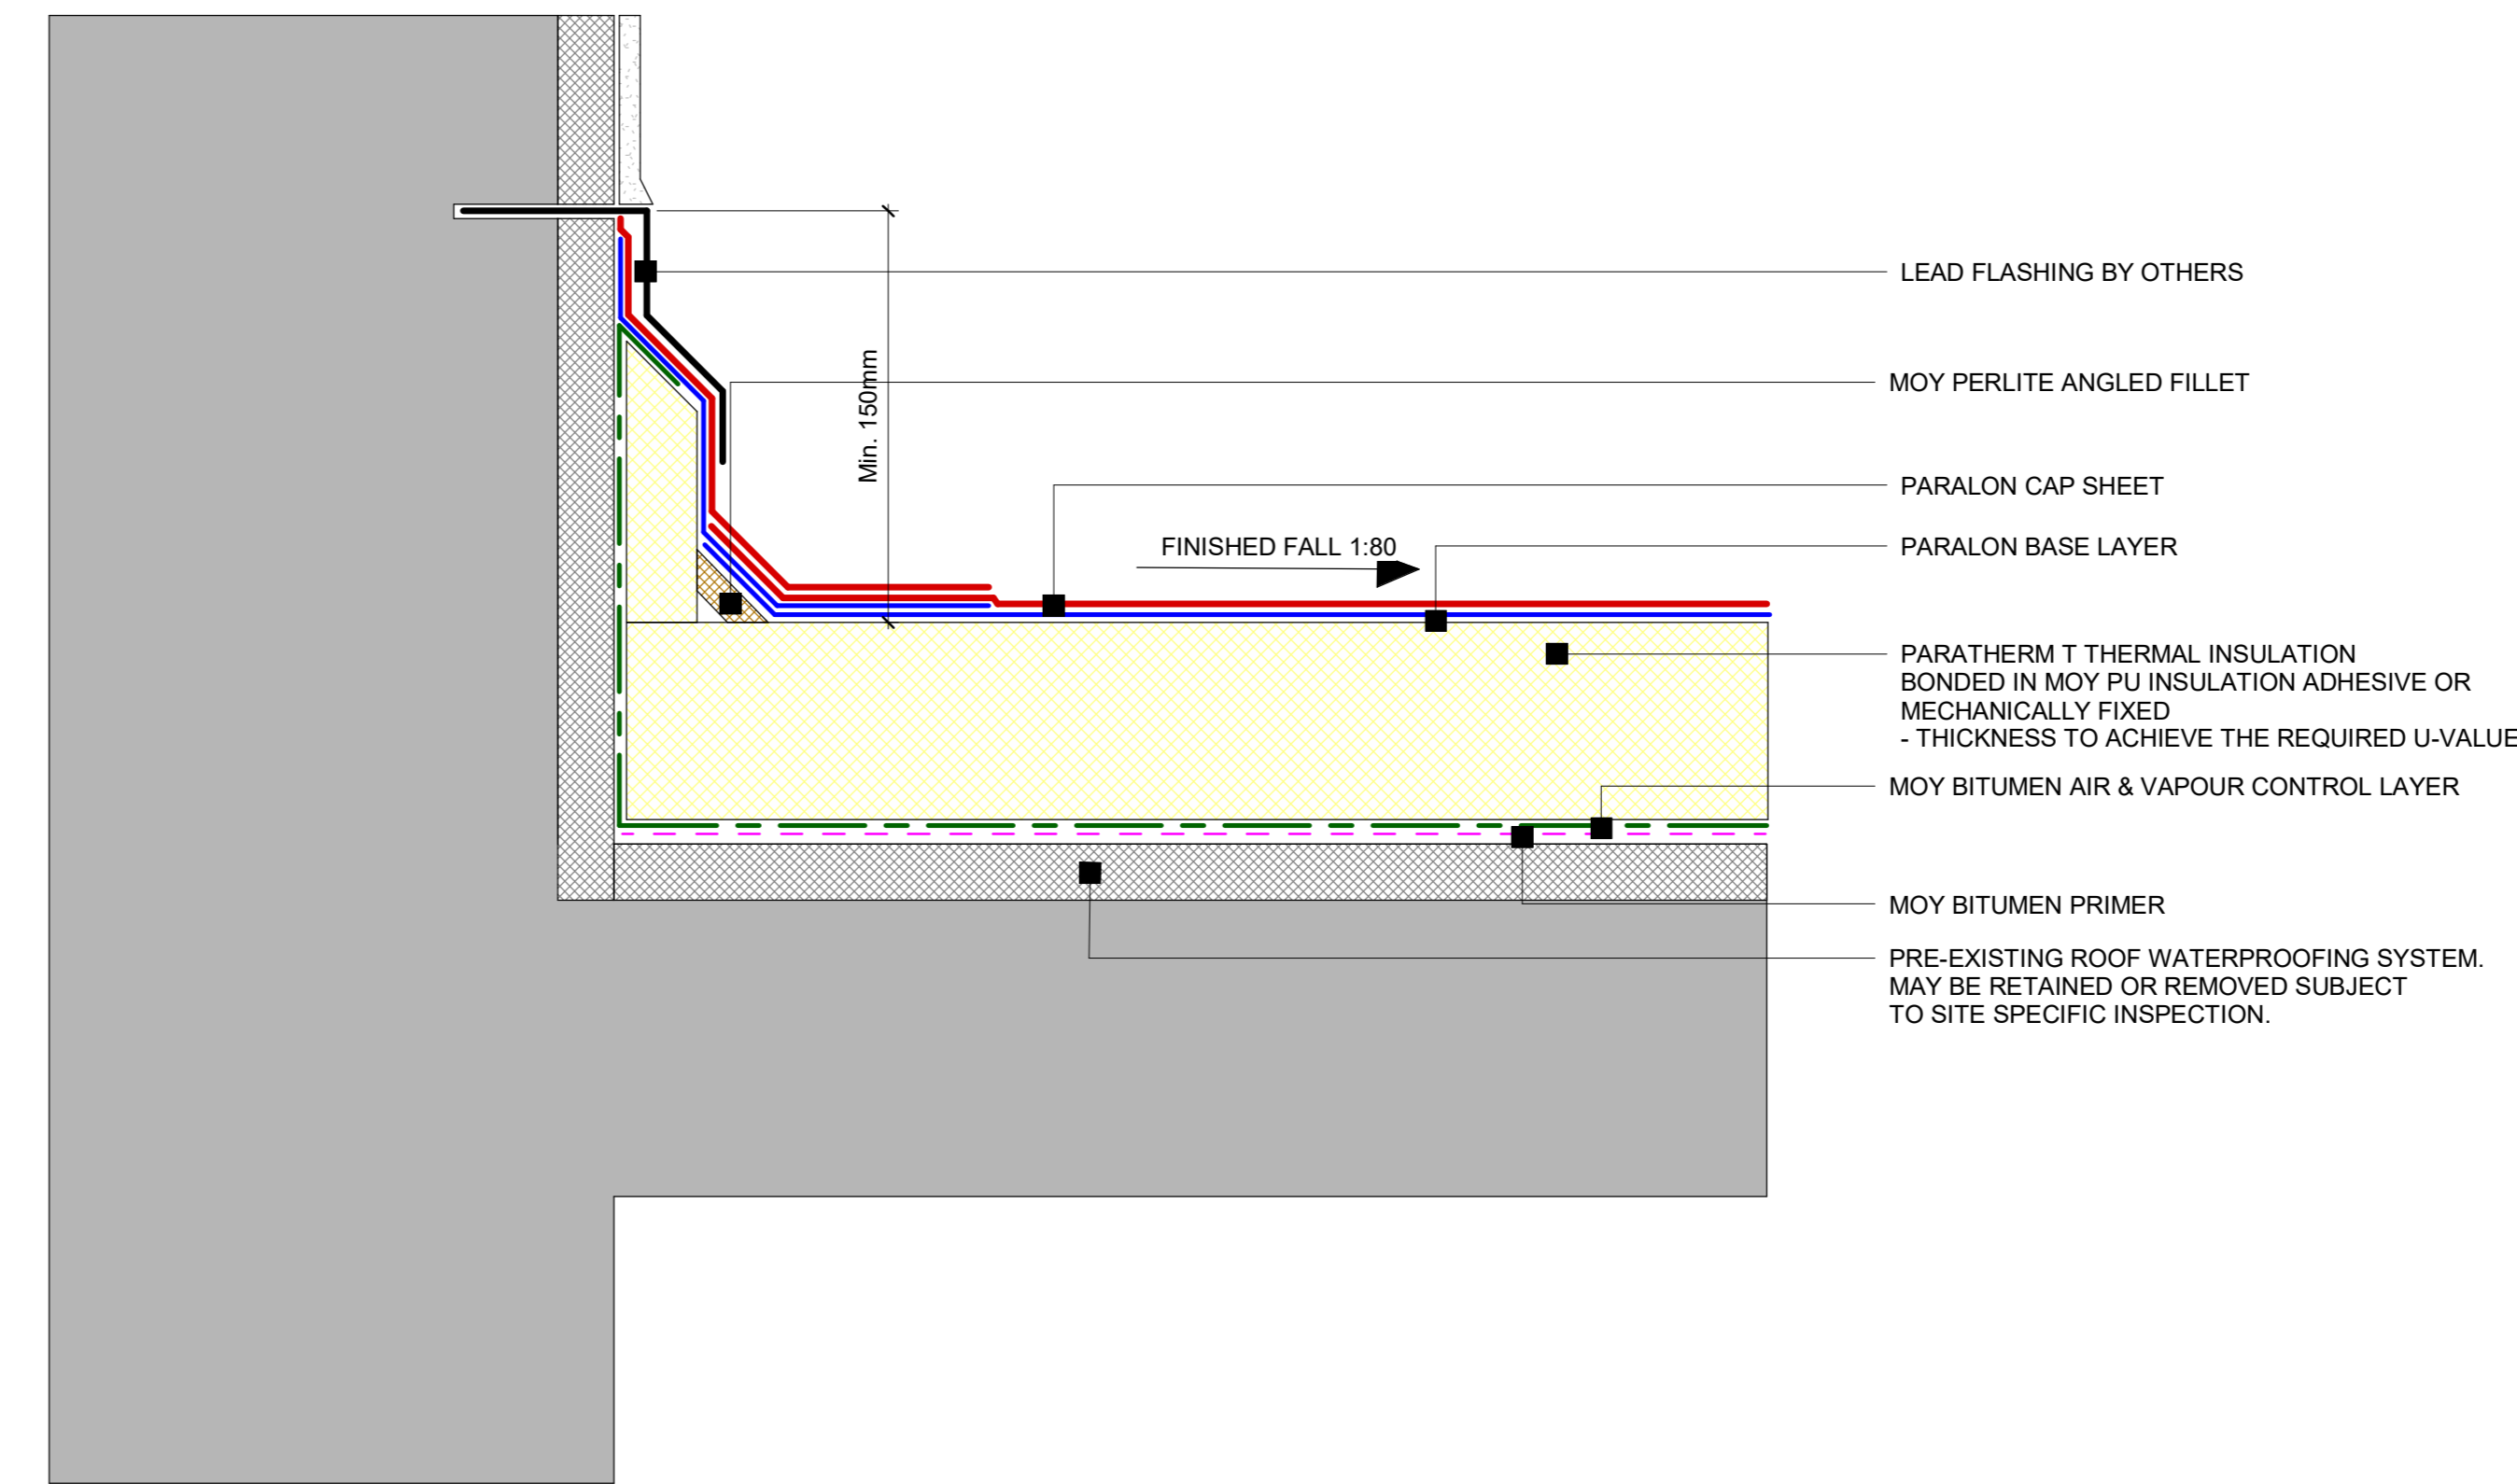 LEAD FLASHING BY OTHERS
MOY PERLITE ANGLED FILLET
Min. 150mm
PARALON CAP SHEET
FINISHED FALL 1:80
PARALON BASE LAYER
PARATHERM T THERMAL INSULATION
BONDED IN MOY PU INSULATION ADHESIVE OR
MECHANICALLY FIXED
- THICKNESS TO ACHIEVE THE REQUIRED U-VALUE
MOY BITUMEN AIR & VAPOUR CONTROL LAYER
MOY BITUMEN PRIMER
PRE-EXISTING ROOF WATERPROOFING SYSTEM.
MAY BE RETAINED OR REMOVED SUBJECT
TO SITE SPECIFIC INSPECTION.